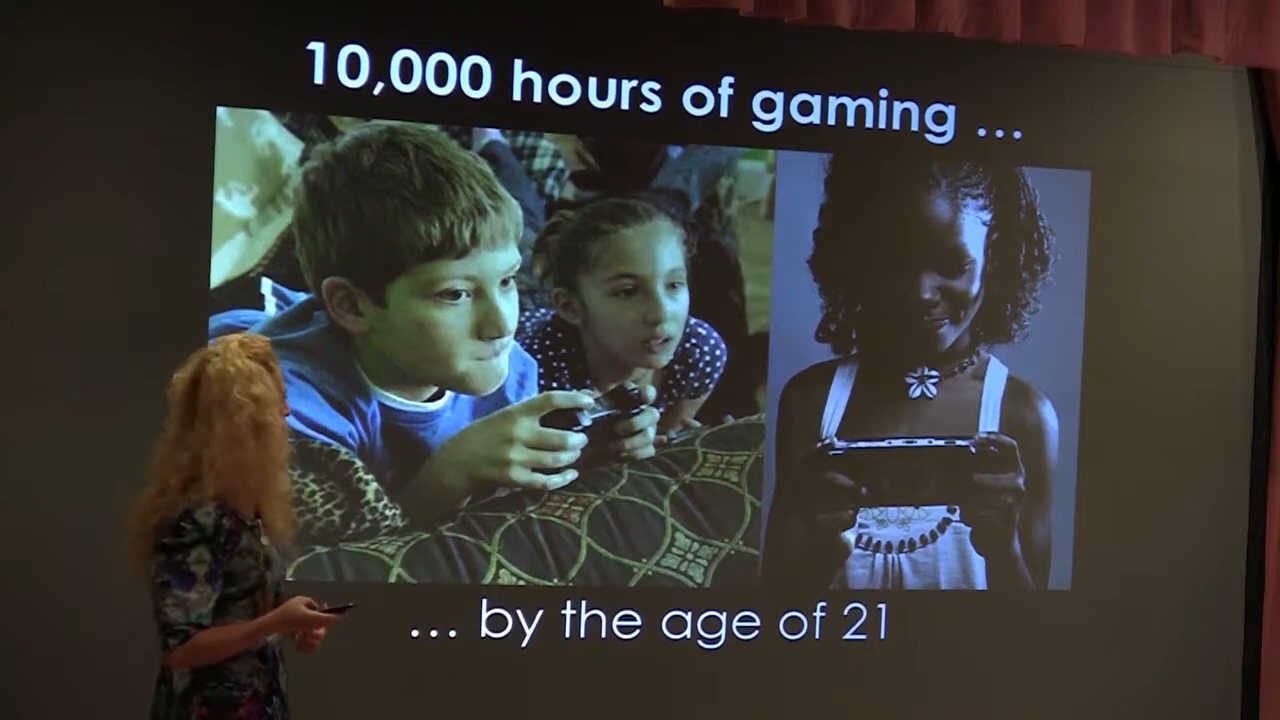 10,000 hours of gaming ...
... by the age of 21